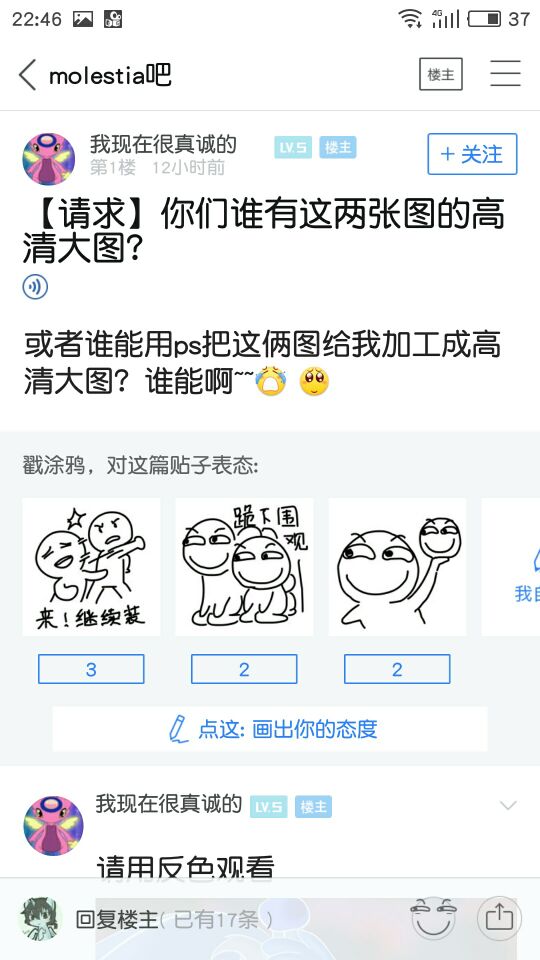 22:46
4G
37
molestia吧
楼主
我现在很真诚的
LV.5
楼主
+ 关注
第1楼 12小时前
【请求】你们谁有这两张图的高
清大图？
或者谁能用ps把这俩图给我加工成高
清大图？谁能啊~~
戳涂鸦，对这篇贴子表态:
来！继续装
跪下围
观
我自
3
2
2
点这: 画出你的态度
我现在很真诚的
LV.5
楼主
请用反色观看
回复楼主( 已有17条 )